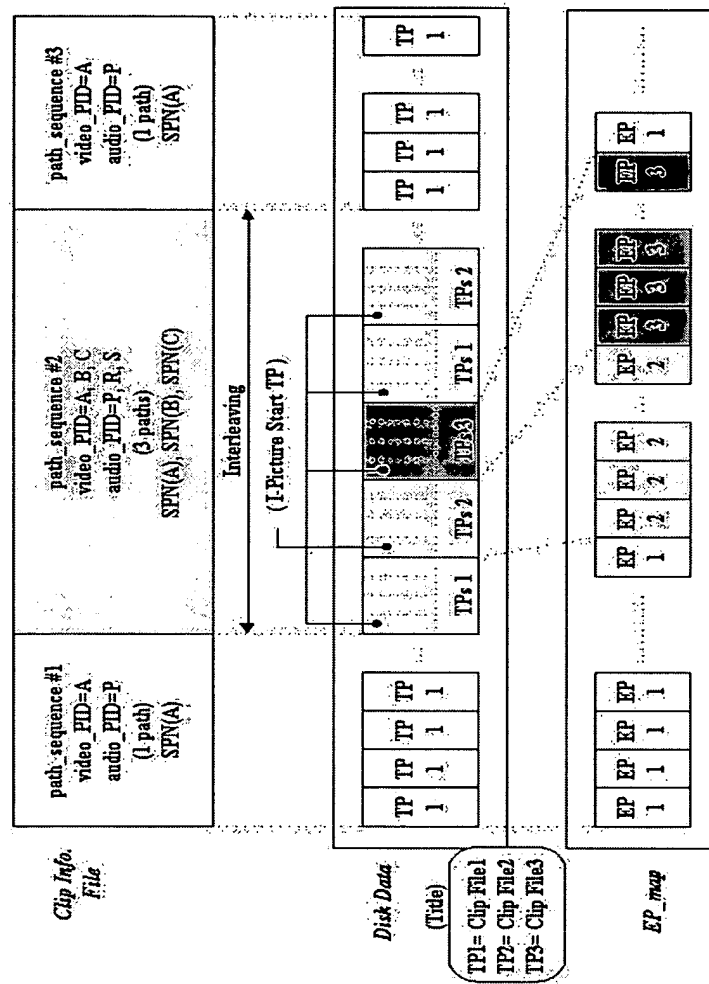 Clip Info.
File
path_sequence #1
video_PID=A
audio_PID=P
(1 path)
SPN(A)
path_sequence #2
video_PID=A, B, C
audio_PID=P, R, S
(3 paths)
SPN(A), SPN(B), SPN(C)
path_sequence #3
video_PID=A
audio_PID=P
(1 path)
SPN(A)
Interleaving
(I-Picture Start TP)
Disk Data
(Title)
TP1= Clip File1
TP2= Clip File2
TP3= Clip File3
TP 1
TP 1
TP 1
TP 1
TPs 1
TPs 2
TPs 3
TPs 1
TPs 2
TP 1
TP 1
TP 1
TP 1
EP_map
EP 1
EP 1
EP 1
EP 1
EP 1
EP 2
EP 2
EP 2
EP 2
EP 3
EP 3
EP 3
EP 3
EP 1